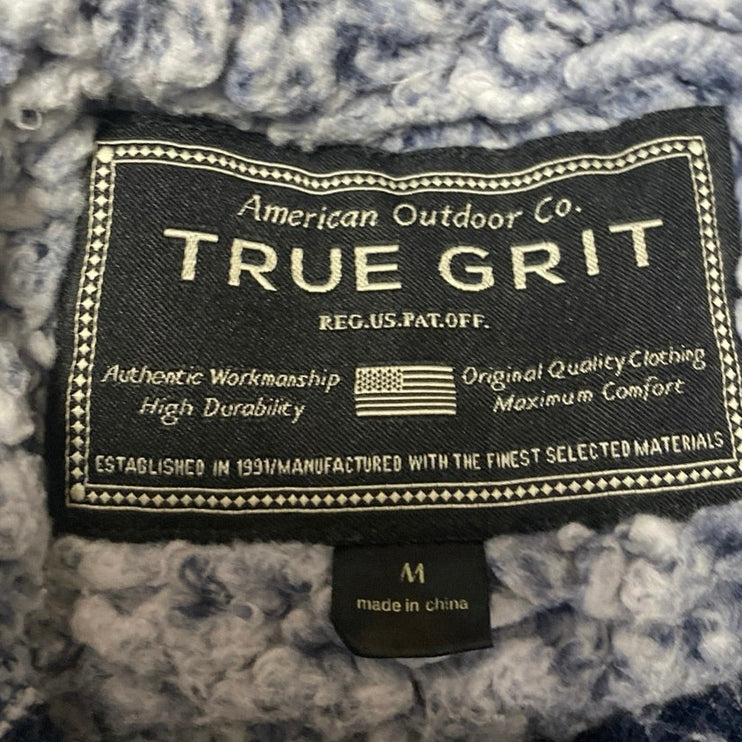 American Outdoor Co.
TRUE GRIT
REG.US.PAT.OFF.
Authentic Workmanship
High Durability
Original Quality Clothing
Maximum Comfort
ESTABLISHED IN 1991/MANUFACTURED WITH THE FINEST SELECTED MATERIALS
M
made in china